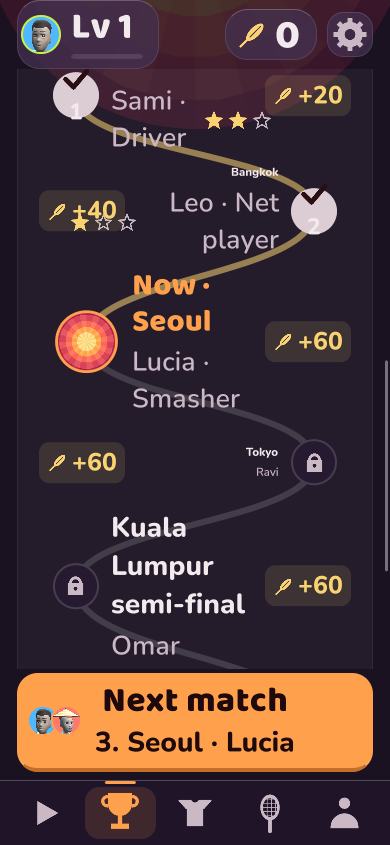 Lv 1
0
1
Sami ·
Driver
+20
Bangkok
+40
Leo · Net
player
2
Now ·
Seoul
Lucia ·
Smasher
+60
+60
Tokyo
Ravi
Kuala
Lumpur
semi-final
Omar
+60
Next match
3. Seoul · Lucia